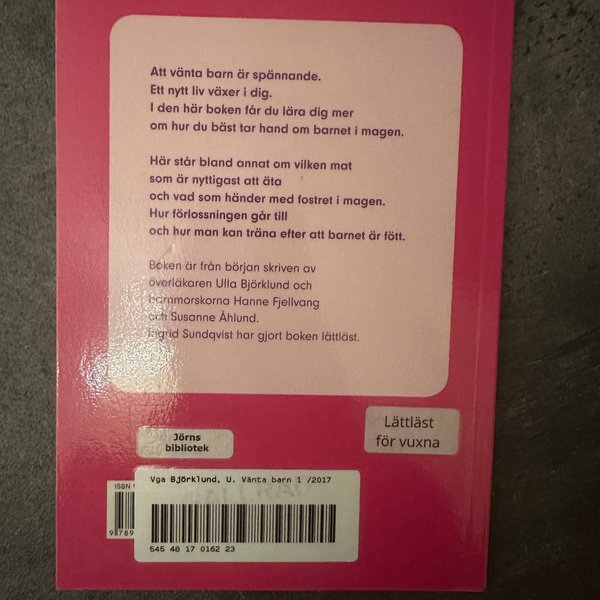 Att vänta barn är spännande.
Ett nytt liv växer i dig.
I den här boken får du lära dig mer
om hur du bäst tar hand om barnet i magen.
Här står bland annat om vilken mat
som är nyttigast att äta
och vad som händer med fostret i magen.
Hur förlossningen går till
och hur man kan träna efter att barnet är fött.
Boken är från början skriven av
överläkaren Ulla Björklund och
barnmorskorna Hanne Fjellvang
och Susanne Åhlund.
Ingrid Sundqvist har gjort boken lättläst.
Lättläst
för vuxna
Jörns
bibliotek
Vga Björklund, U. Vänta barn 1 /2017
ISBN
9 789
545 48 17 0162 23